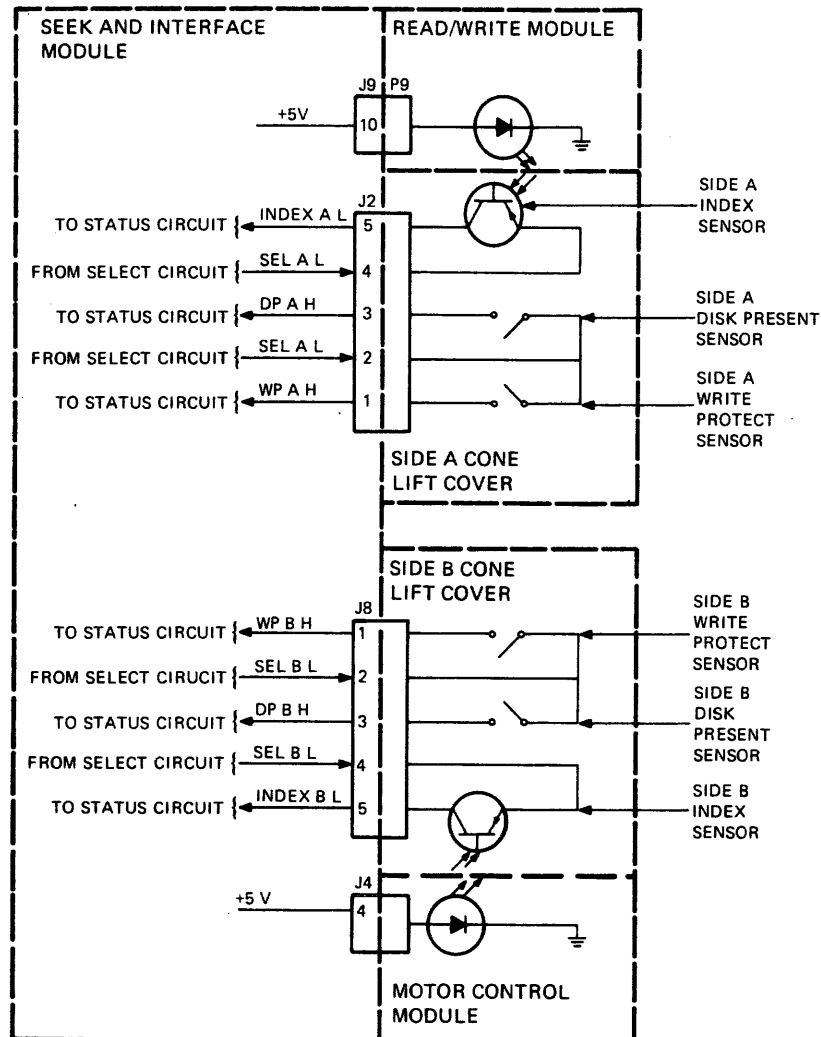 SEEK AND INTERFACE
MODULE
READ/WRITE MODULE
J9 P9
+5V
10
J2
SIDE A
INDEX
SENSOR
TO STATUS CIRCUIT { INDEX A L 5
FROM SELECT CIRCUIT { SEL A L 4
TO STATUS CIRCUIT { DP A H 3
SIDE A
DISK PRESENT
SENSOR
FROM SELECT CIRCUIT { SEL A L 2
TO STATUS CIRCUIT { WP A H 1
SIDE A
WRITE
PROTECT
SENSOR
SIDE A CONE
LIFT COVER
SIDE B CONE
LIFT COVER
J8
TO STATUS CIRCUIT { WP B H 1
SIDE B
WRITE
PROTECT
SENSOR
FROM SELECT CIRUCIT { SEL B L 2
TO STATUS CIRCUIT { DP B H 3
SIDE B
DISK
PRESENT
SENSOR
FROM SELECT CIRCUIT { SEL B L 4
TO STATUS CIRCUIT { INDEX B L 5
SIDE B
INDEX
SENSOR
J4
+5 V
4
MOTOR CONTROL
MODULE